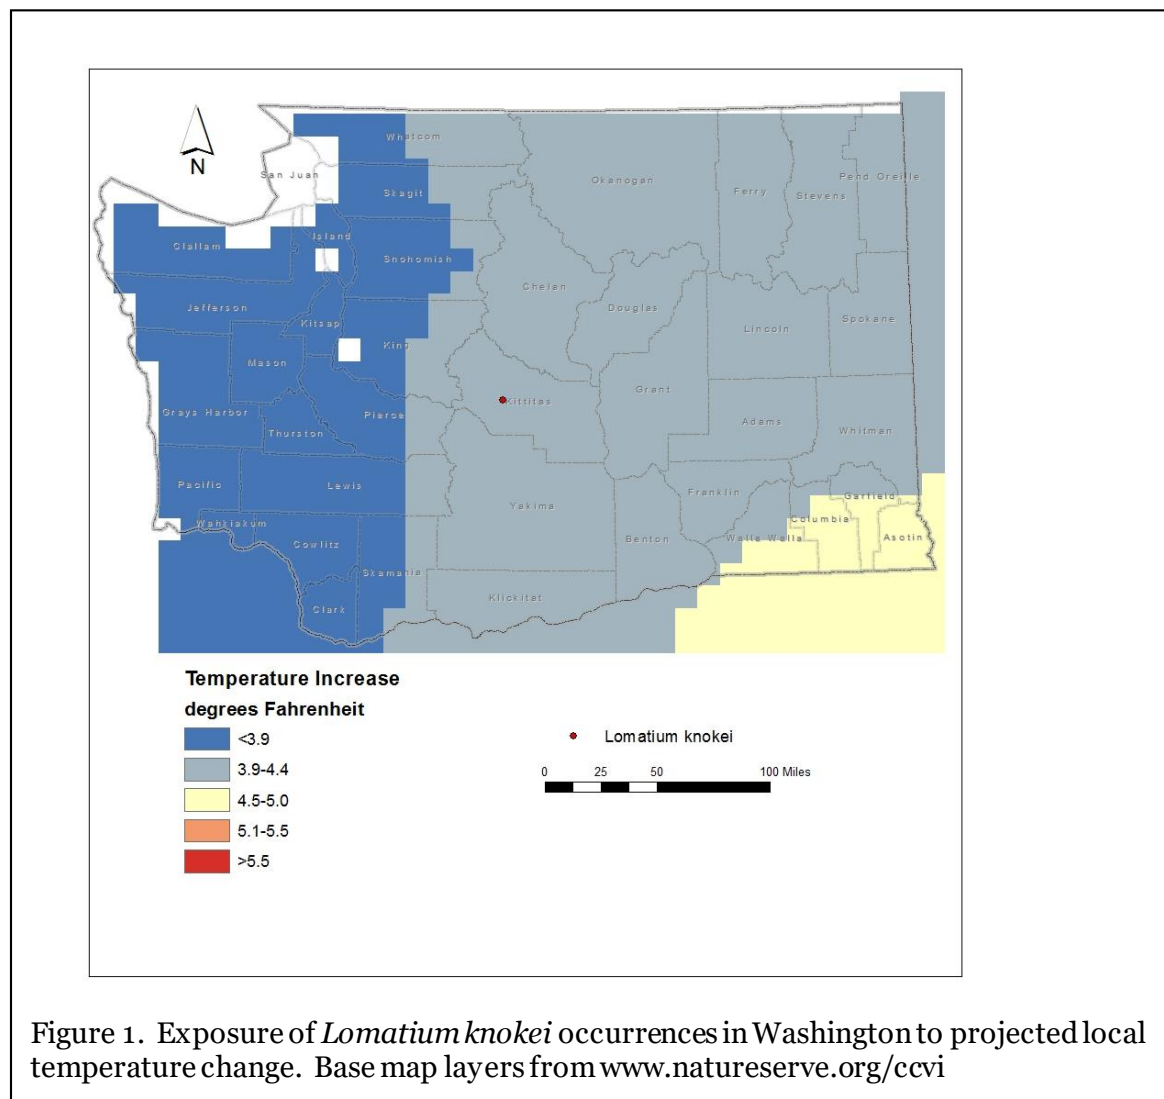 N
San Juan
Whatcom
Skagit
Okanogan
Ferry
Stevens
Pend Oreille
Island
Clallam
Snohomish
Chelan
Jefferson
Douglas
Kitsap
Lincoln
Spokane
King
Mason
Kittitas
Grant
Grays Harbor
Pierce
Thurston
Adams
Whitman
Pacific
Lewis
Yakima
Franklin
Garfield
Wahkiakum
Columbia
Cowlitz
Benton
Walla Walla
Asotin
Skamania
Klickitat
Clark
Temperature Increase
degrees Fahrenheit
<3.9
3.9-4.4
4.5-5.0
5.1-5.5
>5.5
Lomatium knokei
0 25 50 100 Miles
Figure 1. Exposure of Lomatium knokei occurrences in Washington to projected local
temperature change. Base map layers from www.natureserve.org/ccvi